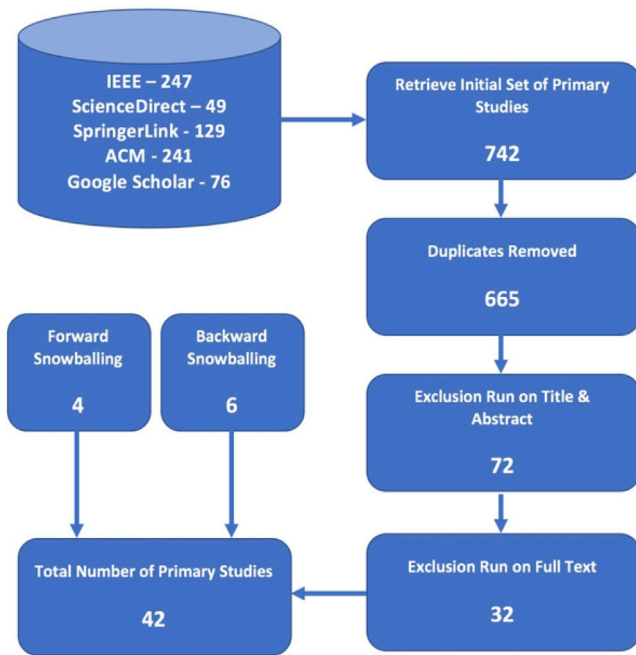 IEEE – 247
ScienceDirect – 49
SpringerLink - 129
ACM - 241
Google Scholar - 76
Retrieve Initial Set of Primary
Studies
742
Duplicates Removed
665
Exclusion Run on Title &
Abstract
72
Exclusion Run on Full Text
32
Forward
Snowballing
4
Backward
Snowballing
6
Total Number of Primary Studies
42